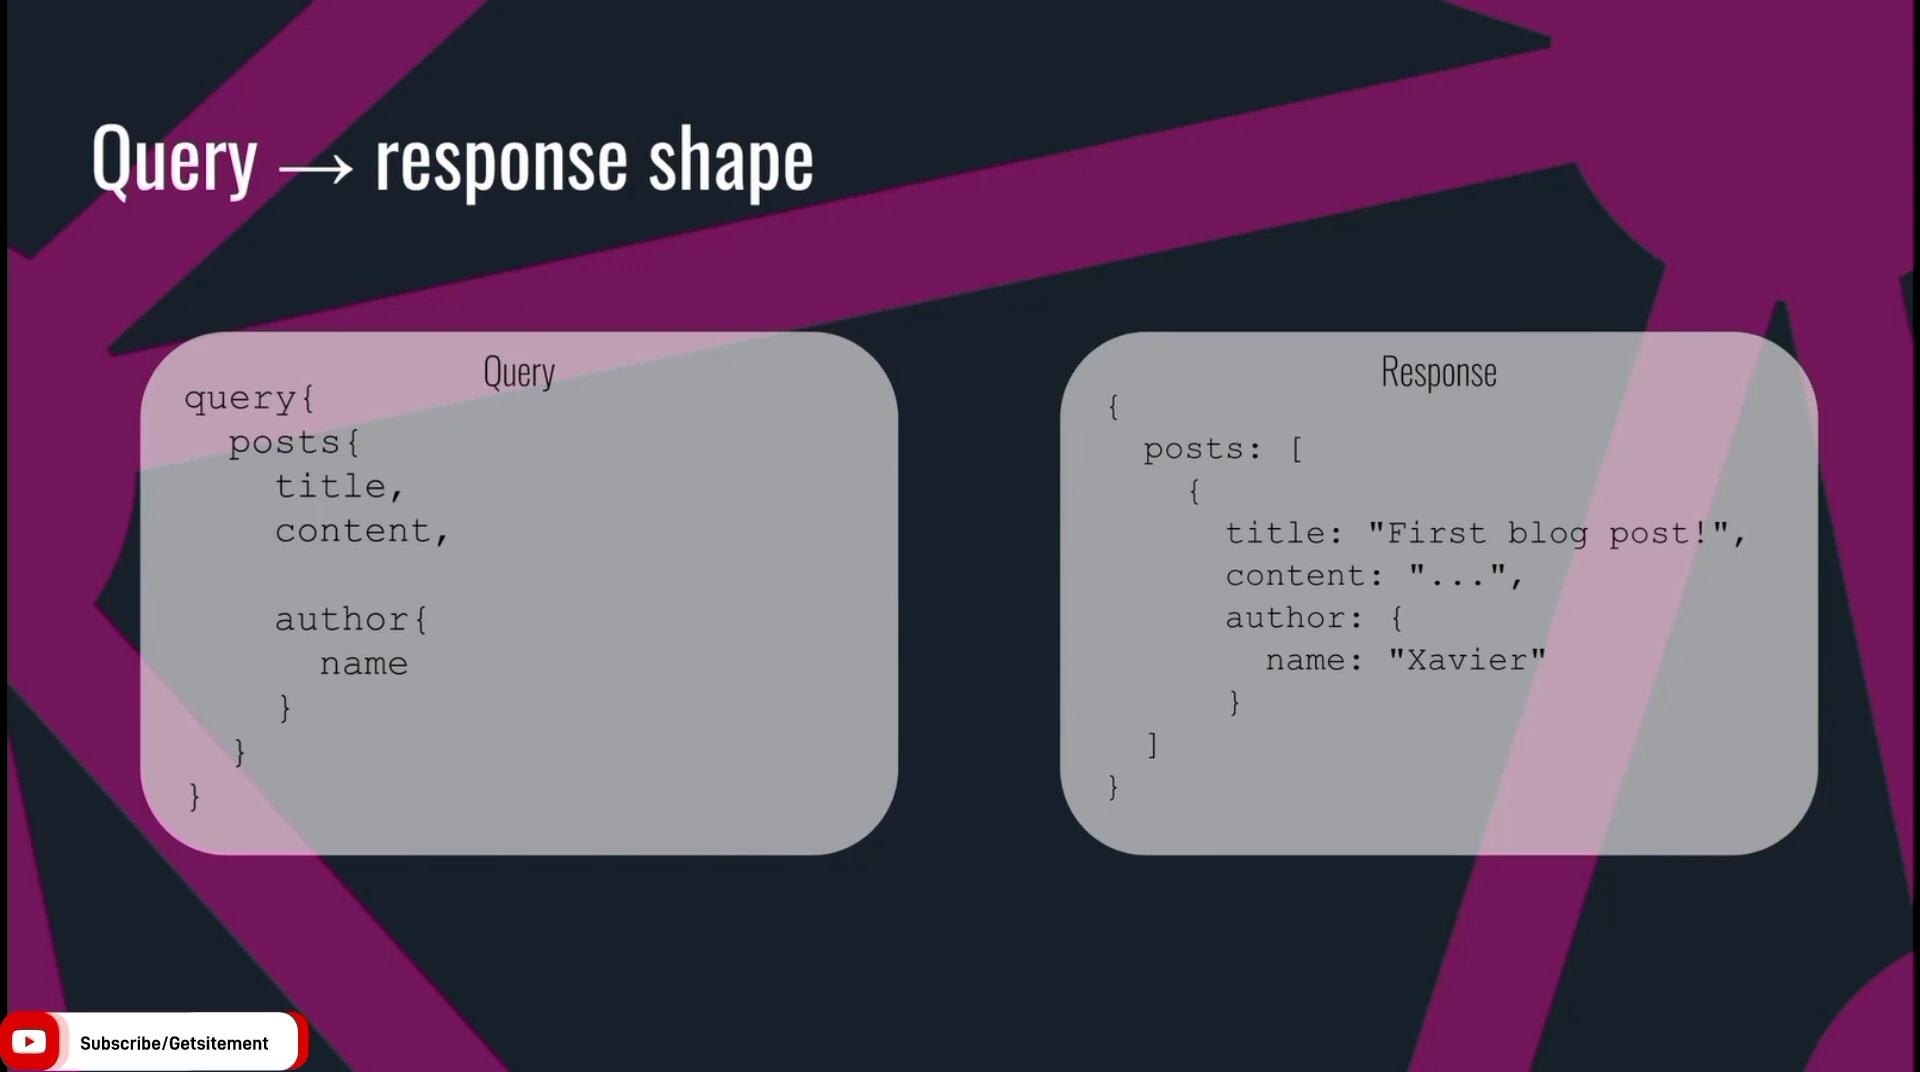 Query → response shape
Query
query{
posts{
title,
content,
author{
name
}
}
}
Response
{
posts: [
{
title: "First blog post!",
content: "...",
author: {
name: "Xavier"
}
]
}
Subscribe/Getsitement